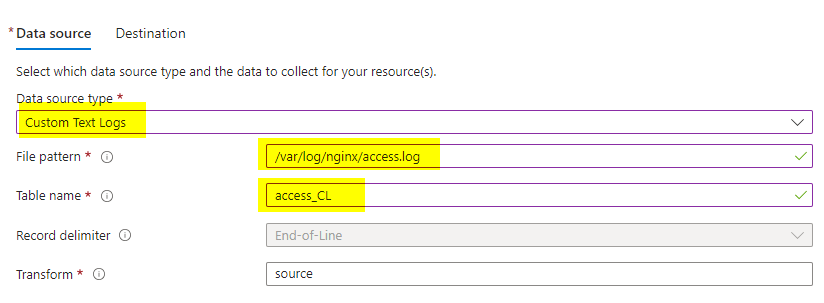 * Data source Destination
Select which data source type and the data to collect for your resource(s).
Data source type *
Custom Text Logs
File pattern * /var/log/nginx/access.log
Table name * access_CL
Record delimiter End-of-Line
Transform * source